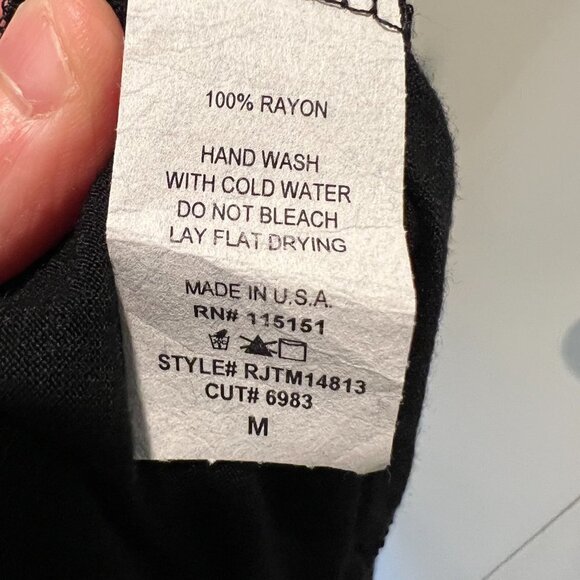 100% RAYON
HAND WASH
WITH COLD WATER
DO NOT BLEACH
LAY FLAT DRYING
MADE IN U.S.A.
RN# 115151
STYLE# RJTM14813
CUT# 6983
M